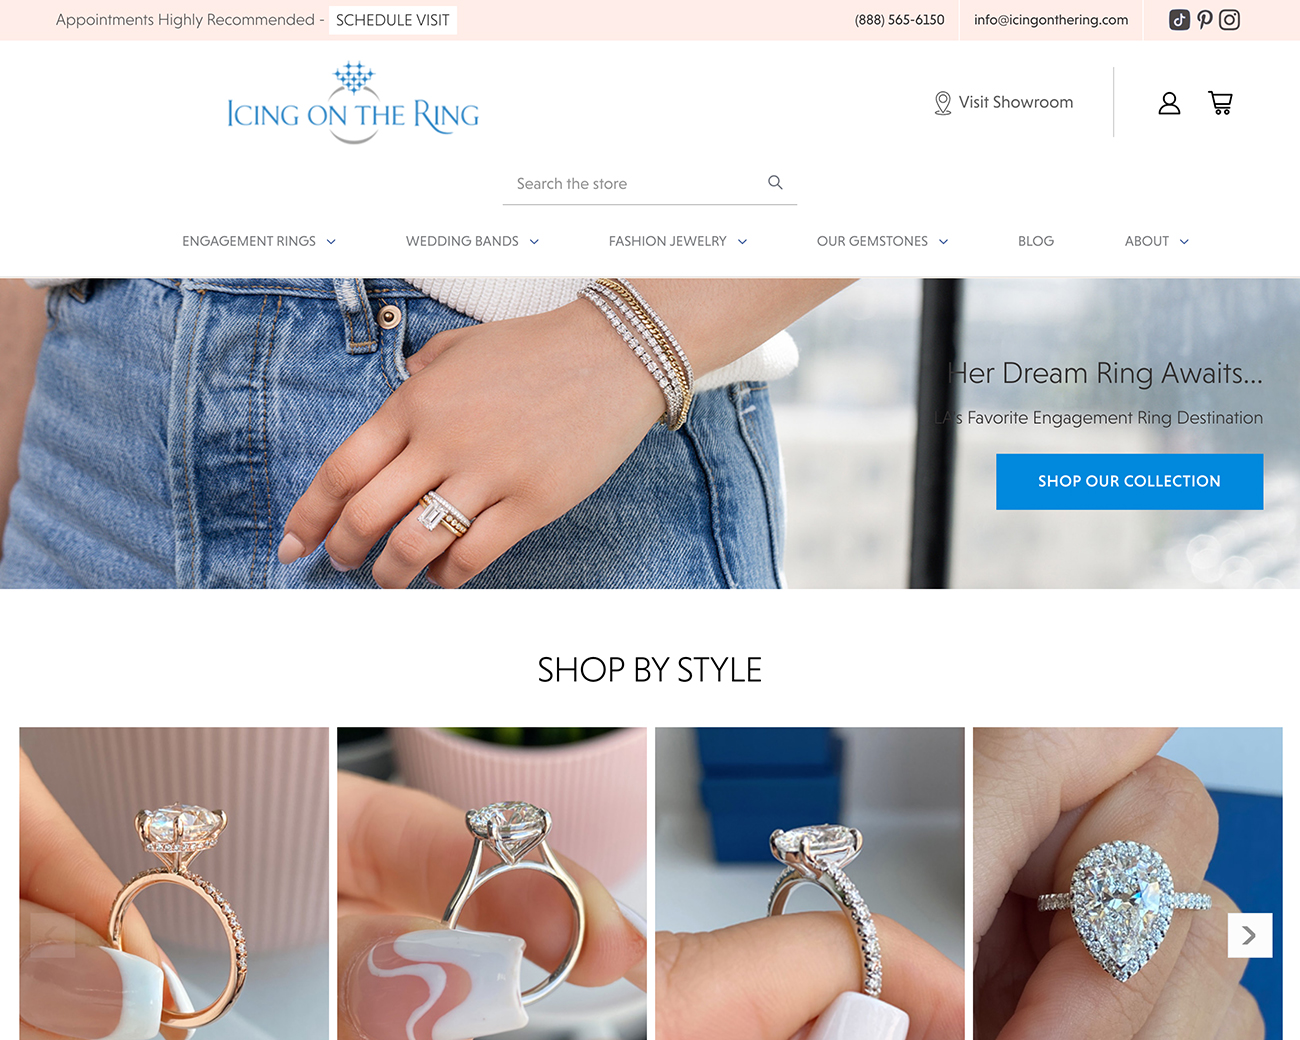 Appointments Highly Recommended - SCHEDULE VISIT
(888) 565-6150
info@icingonthering.com
ICING ON THE RING
Visit Showroom
Search the store
ENGAGEMENT RINGS
WEDDING BANDS
FASHION JEWELRY
OUR GEMSTONES
BLOG
ABOUT
Her Dream Ring Awaits...
LA's Favorite Engagement Ring Destination
SHOP OUR COLLECTION
SHOP BY STYLE